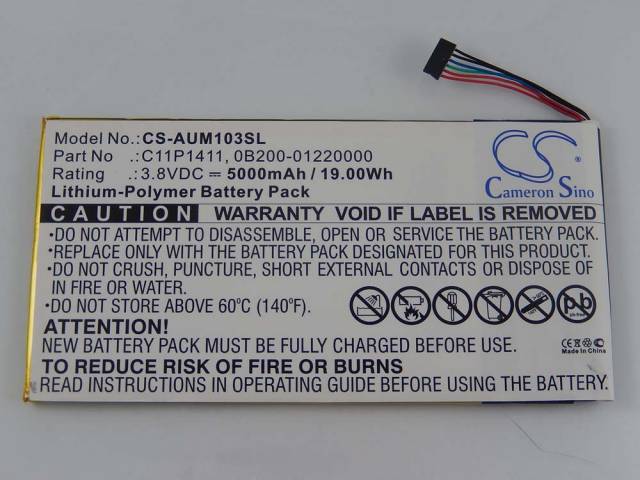 Model No.: CS-AUM103SL
Part No : C11P1411, 0B200-01220000
Rating : 3.8VDC ⎓ 5000mAh / 19.00Wh
Lithium-Polymer Battery Pack
CS
Cameron Sino
CAUTION WARRANTY VOID IF LABEL IS REMOVED
•DO NOT ATTEMPT TO DISASSEMBLE, OPEN OR SERVICE THE BATTERY PACK.
•REPLACE ONLY WITH THE BATTERY PACK DESIGNATED FOR THIS PRODUCT.
•DO NOT CRUSH, PUNCTURE, SHORT EXTERNAL CONTACTS OR DISPOSE OF
IN FIRE OR WATER.
•DO NOT STORE ABOVE 60°C (140°F).
Pb
ATTENTION!
NEW BATTERY PACK MUST BE FULLY CHARGED BEFORE USE.
CE
Made In China
TO REDUCE RISK OF FIRE OR BURNS
READ INSTRUCTIONS IN OPERATING GUIDE BEFORE CHARGING BATTERY PACK